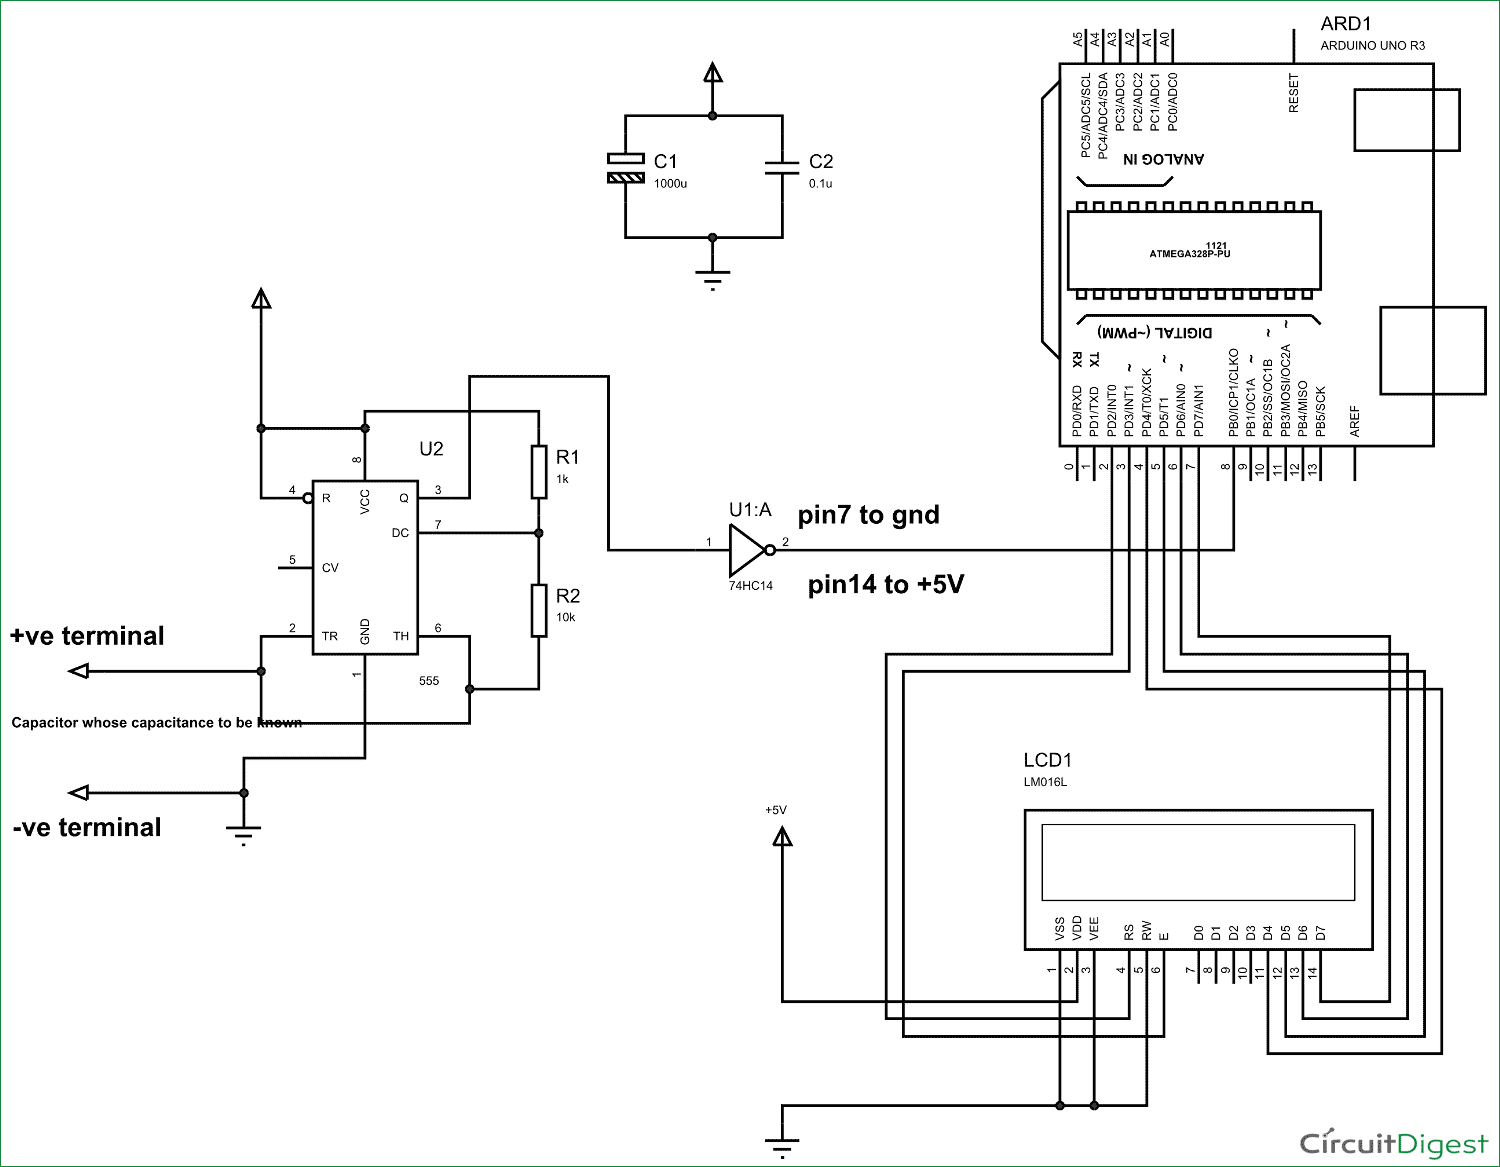 ARD1
ARDUINO UNO R3
A5
A4
A3
A2
A1
A0
PC5/ADC5/SCL
PC4/ADC4/SDA
PC3/ADC3
PC2/ADC2
PC1/ADC1
PC0/ADC0
RESET
ANALOG IN
1121
ATMEGA328P-PU
DIGITAL (~PWM)
RX
TX
~
~
~
~
~
~
PD0/RXD
PD1/TXD
PD2/INT0
PD3/INT1
PD4/T0/XCK
PD5/T1
PD6/AIN0
PD7/AIN1
PB0/ICP1/CLKO
PB1/OC1A
PB2/SS/OC1B
PB3/MOSI/OC2A
PB4/MISO
PB5/SCK
AREF
0
1
2
3
4
5
6
7
8
9
10
11
12
13
C1
1000u
C2
0.1u
U2
8
4
R
VCC
Q
3
DC
7
5
CV
2
TR
GND
TH
6
1
555
R1
1k
R2
10k
U1:A
1
2
74HC14
pin7 to gnd
pin14 to +5V
+ve terminal
Capacitor whose capacitance to be known
-ve terminal
LCD1
LM016L
+5V
VSS
VDD
VEE
RS
RW
E
D0
D1
D2
D3
D4
D5
D6
D7
1
2
3
4
5
6
7
8
9
10
11
12
13
14
CircuitDigest